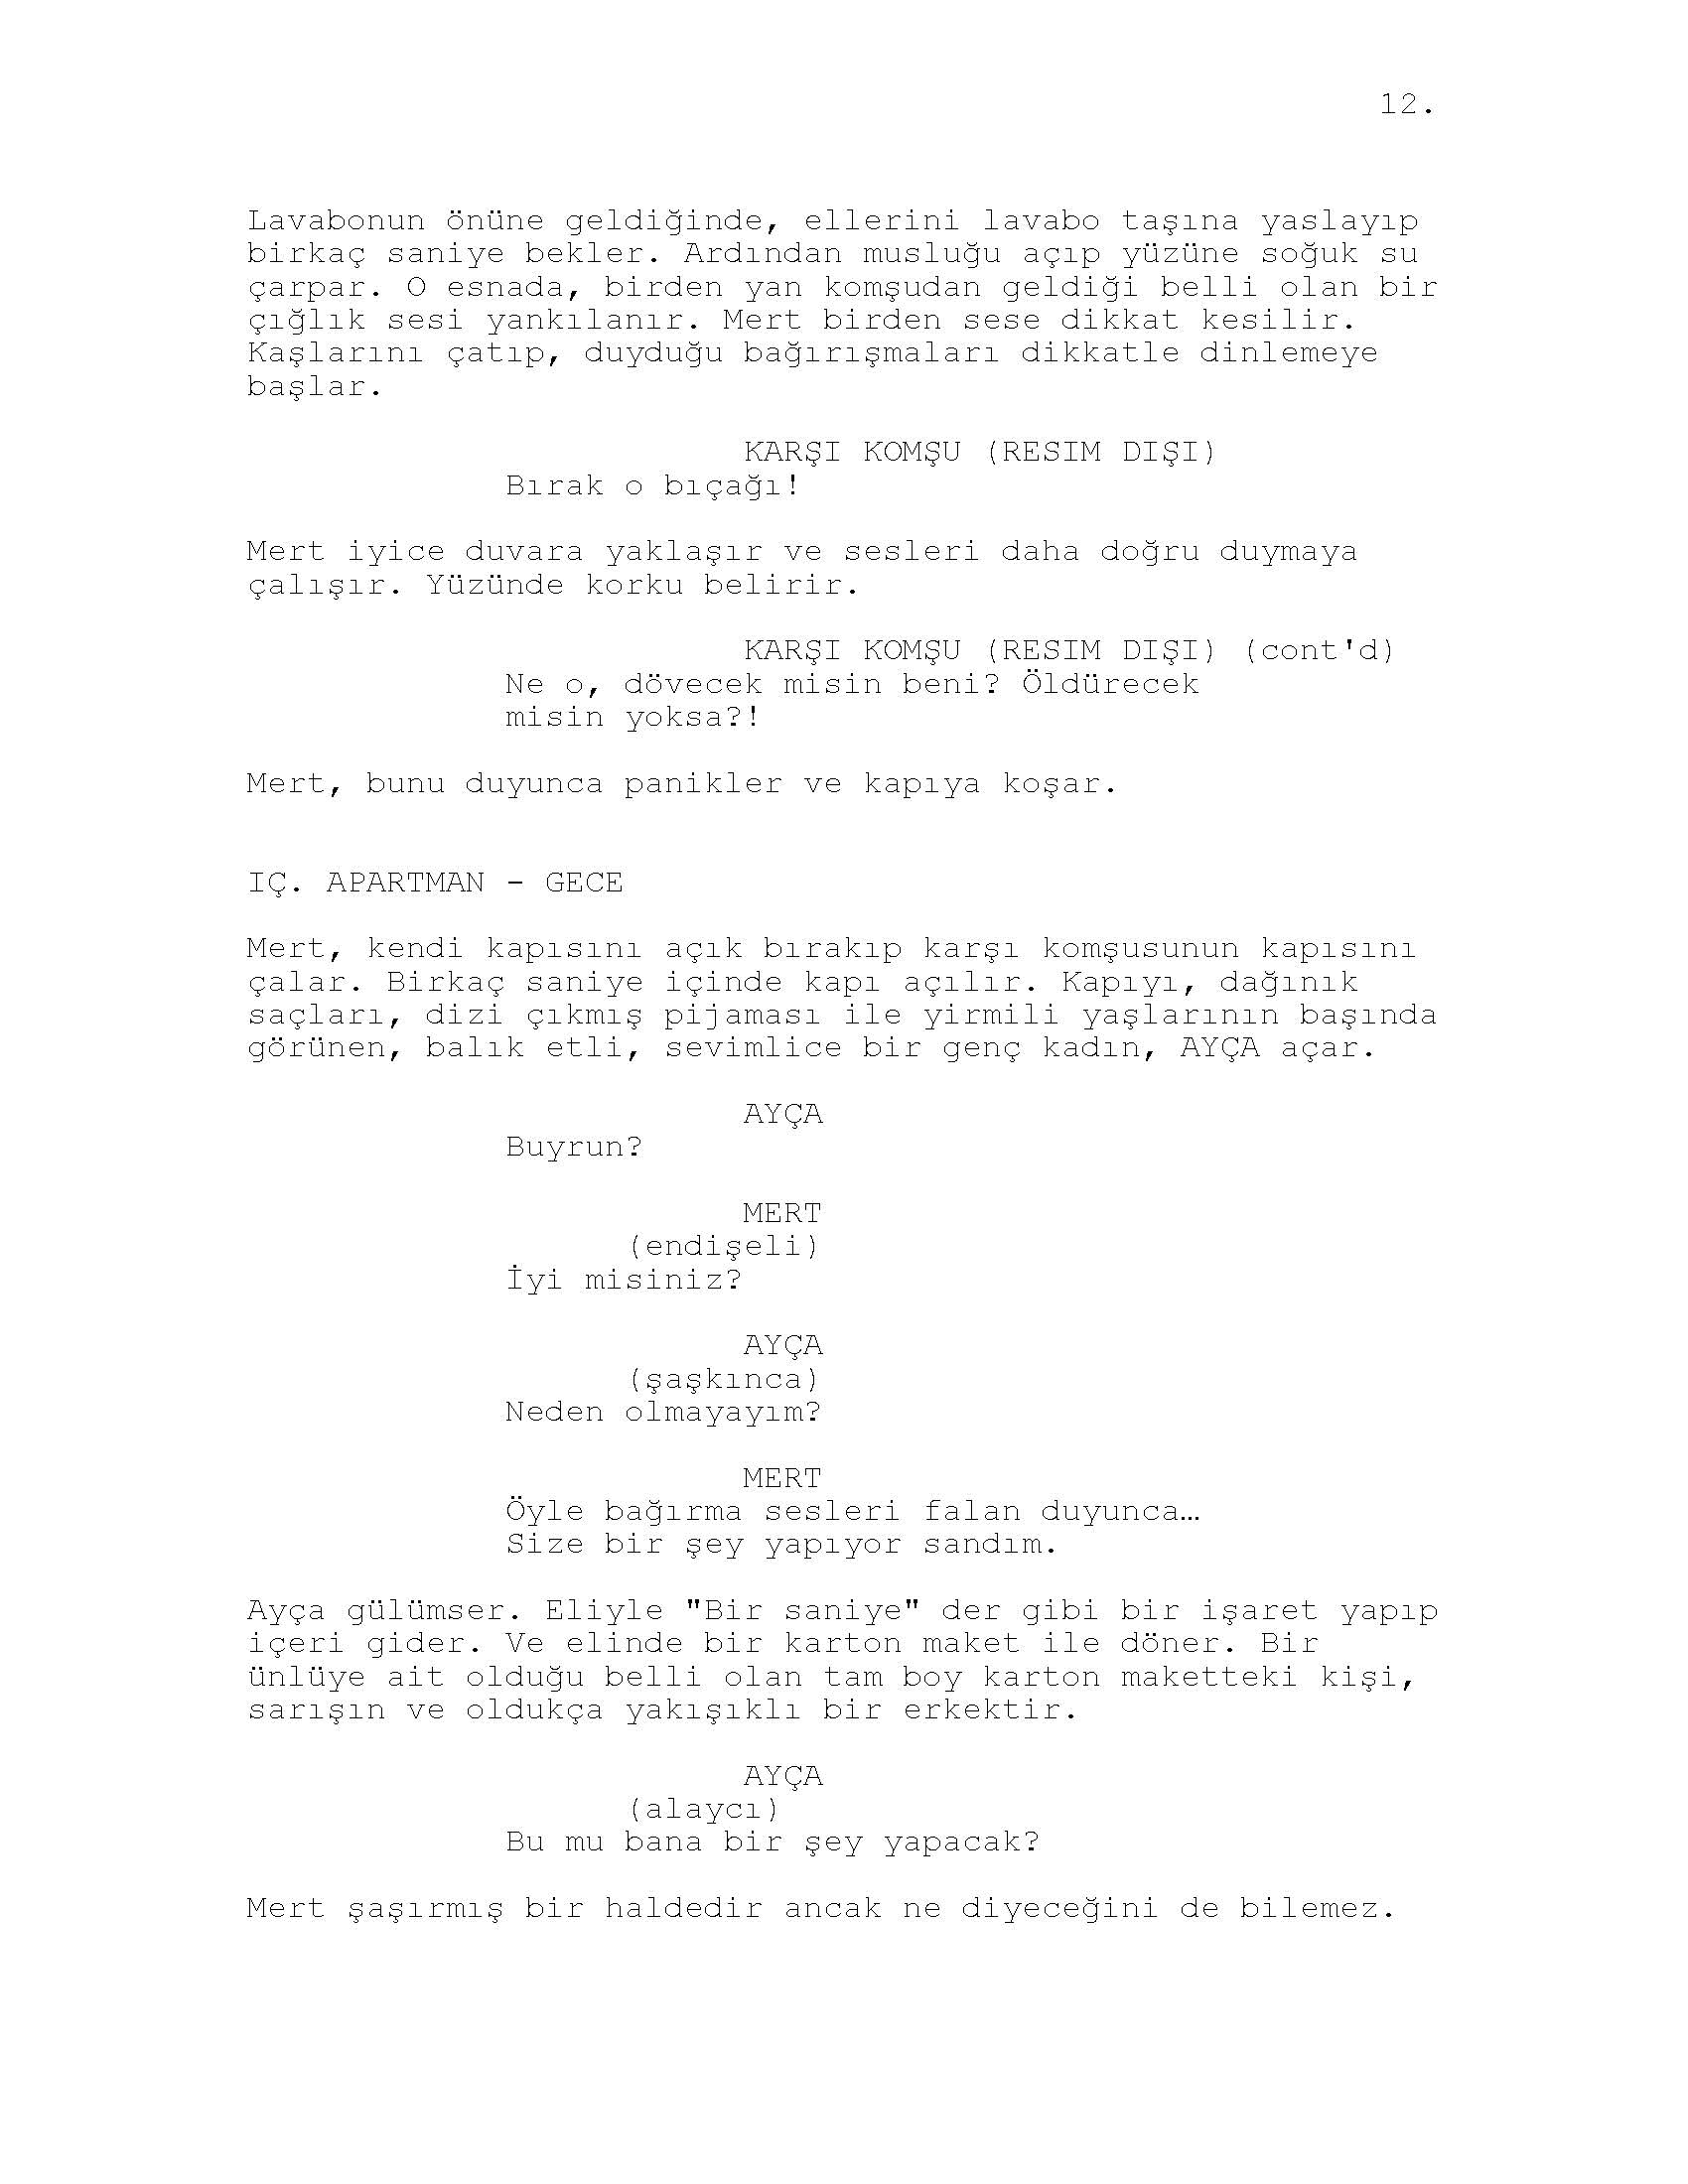 12.
Lavabonun önüne geldiğinde, ellerini lavabo taşına yaslayıp
birkaç saniye bekler. Ardından musluğu açıp yüzüne soğuk su
çarpar. O esnada, birden yan komşudan geldiği belli olan bir
çığlık sesi yankılanır. Mert birden sese dikkat kesilir.
Kaşlarını çatıp, duyduğu bağırışmaları dikkatle dinlemeye
başlar.
KARŞI KOMŞU (RESIM DIŞI)
Bırak o bıçağı!
Mert iyice duvara yaklaşır ve sesleri daha doğru duymaya
çalışır. Yüzünde korku belirir.
KARŞI KOMŞU (RESIM DIŞI) (cont'd)
Ne o, dövecek misin beni? Öldürecek
misin yoksa?!
Mert, bunu duyunca panikler ve kapıya koşar.
IÇ. APARTMAN - GECE
Mert, kendi kapısını açık bırakıp karşı komşusunun kapısını
çalar. Birkaç saniye içinde kapı açılır. Kapıyı, dağınık
saçları, dizi çıkmış pijaması ile yirmili yaşlarının başında
görünen, balık etli, sevimlice bir genç kadın, AYÇA açar.
AYÇA
Buyrun?
MERT
(endişeli)
İyi misiniz?
AYÇA
(şaşkınca)
Neden olmayayım?
MERT
Öyle bağırma sesleri falan duyunca…
Size bir şey yapıyor sandım.
Ayça gülümser. Eliyle "Bir saniye" der gibi bir işaret yapıp
içeri gider. Ve elinde bir karton maket ile döner. Bir
ünlüye ait olduğu belli olan tam boy karton maketteki kişi,
sarışın ve oldukça yakışıklı bir erkektir.
AYÇA
(alaycı)
Bu mu bana bir şey yapacak?
Mert şaşırmış bir haldedir ancak ne diyeceğini de bilemez.